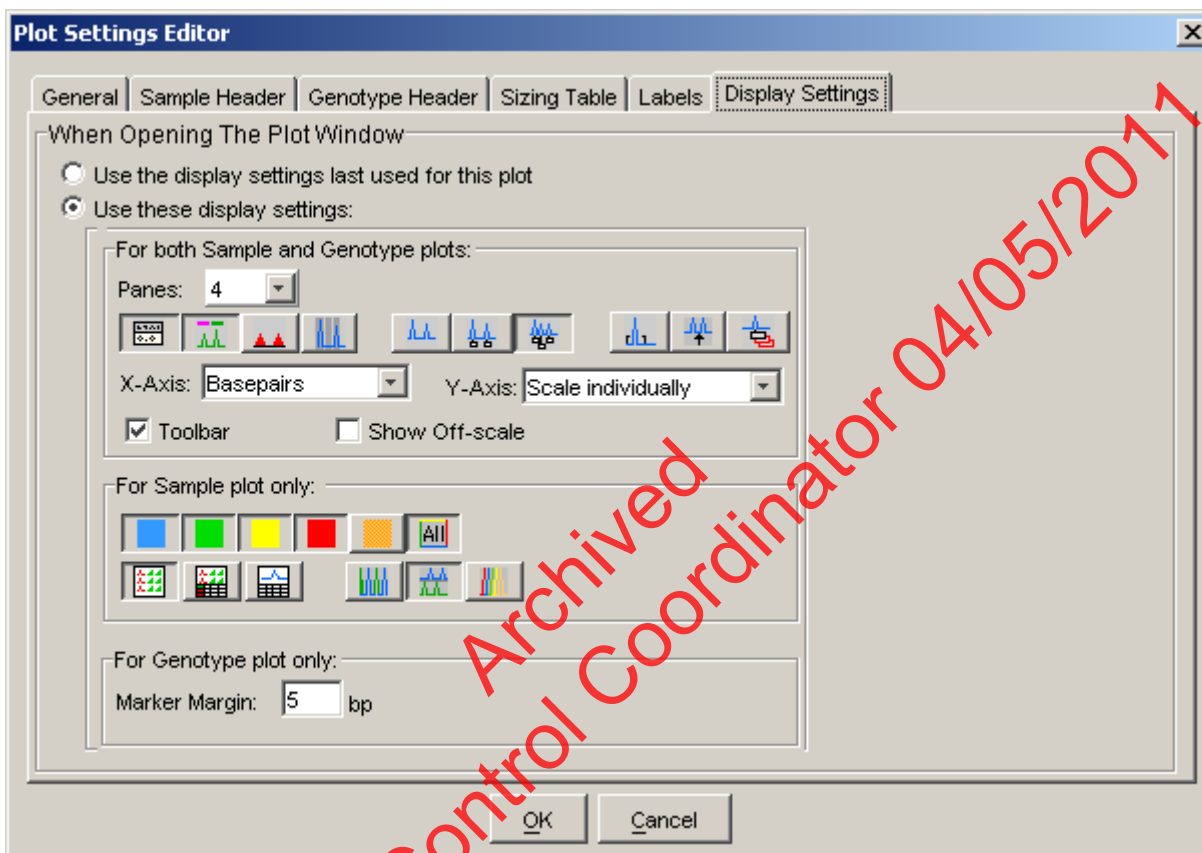 Plot Settings Editor
General Sample Header Genotype Header Sizing Table Labels Display Settings
When Opening The Plot Window
Use the display settings last used for this plot
Use these display settings:
For both Sample and Genotype plots:
Panes: 4
X-Axis: Basepairs Y-Axis: Scale individually
Toolbar Show Off-scale
For Sample plot only:
All
For Genotype plot only:
Marker Margin: 5 bp
OK Cancel
Archived
Control Coordinator 04/05/2011